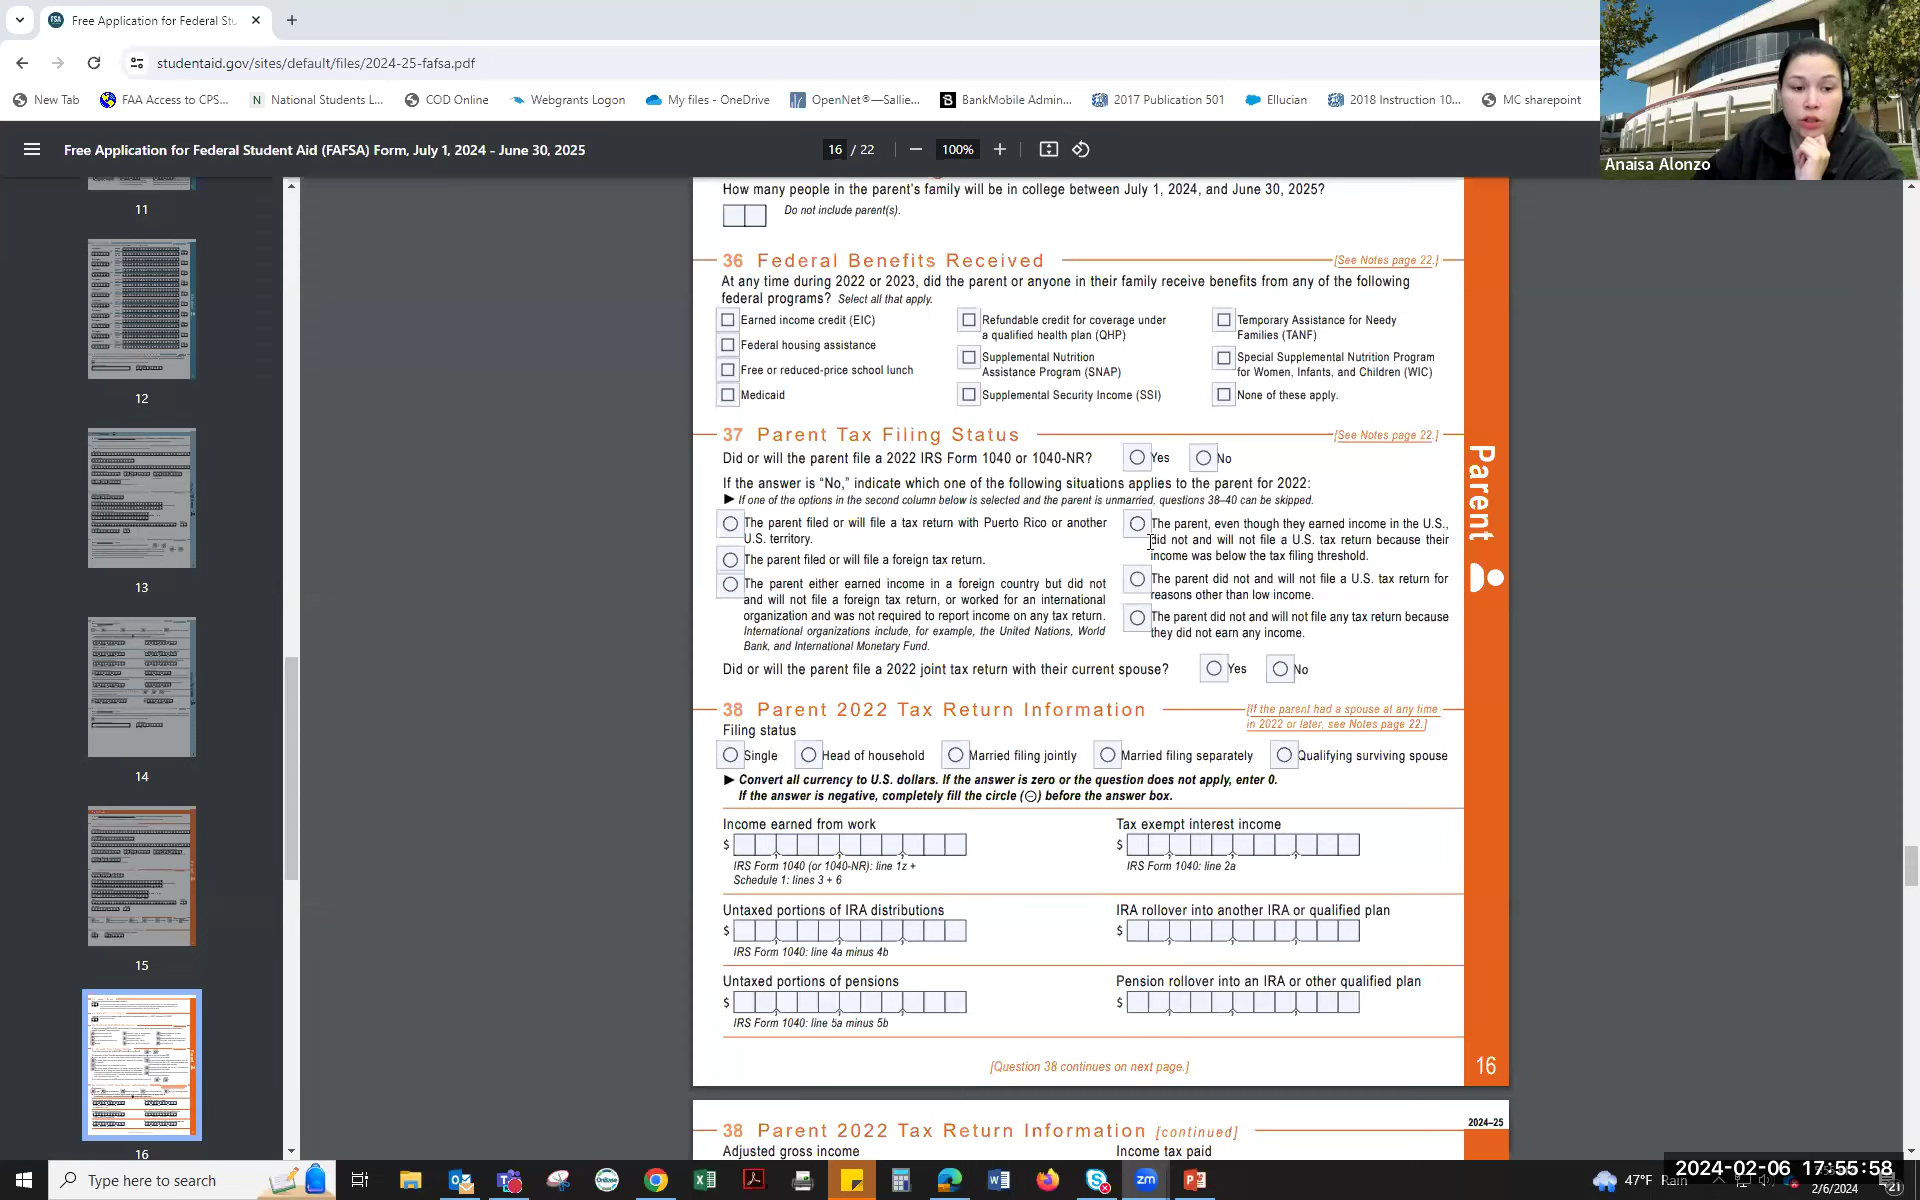 Free Application for Federal Stu
studentaid.gov/sites/default/files/2024-25-fafsa.pdf
New Tab
FAA Access to CPS...
National Students L...
COD Online
Webgrants Logon
My files - OneDrive
OpenNet®—Sallie...
BankMobile Admin...
2017 Publication 501
Ellucian
2018 Instruction 10...
MC sharepoint
Anaisa Alonzo
Free Application for Federal Student Aid (FAFSA) Form, July 1, 2024 - June 30, 2025
16 / 22
100%
11
12
13
14
15
16
How many people in the parent's family will be in college between July 1, 2024, and June 30, 2025?
Do not include parent(s).
36 Federal Benefits Received
[See Notes page 22.]
At any time during 2022 or 2023, did the parent or anyone in their family receive benefits from any of the following
federal programs? Select all that apply.
Earned income credit (EIC)
Federal housing assistance
Free or reduced-price school lunch
Medicaid
Refundable credit for coverage under
a qualified health plan (QHP)
Supplemental Nutrition
Assistance Program (SNAP)
Supplemental Security Income (SSI)
Temporary Assistance for Needy
Families (TANF)
Special Supplemental Nutrition Program
for Women, Infants, and Children (WIC)
None of these apply.
37 Parent Tax Filing Status
[See Notes page 22.]
Did or will the parent file a 2022 IRS Form 1040 or 1040-NR? Yes No
If the answer is “No,” indicate which one of the following situations applies to the parent for 2022:
▶ If one of the options in the second column below is selected and the parent is unmarried, questions 38–40 can be skipped.
The parent filed or will file a tax return with Puerto Rico or another
U.S. territory.
The parent filed or will file a foreign tax return.
The parent either earned income in a foreign country but did not
and will not file a foreign tax return, or worked for an international
organization and was not required to report income on any tax return.
International organizations include, for example, the United Nations, World
Bank, and International Monetary Fund.
The parent, even though they earned income in the U.S.,
did not and will not file a U.S. tax return because their
income was below the tax filing threshold.
The parent did not and will not file a U.S. tax return for
reasons other than low income.
The parent did not and will not file any tax return because
they did not earn any income.
Did or will the parent file a 2022 joint tax return with their current spouse? Yes No
Parent
38 Parent 2022 Tax Return Information
[If the parent had a spouse at any time
in 2022 or later, see Notes page 22.]
Filing status
Single Head of household Married filing jointly Married filing separately Qualifying surviving spouse
▶ Convert all currency to U.S. dollars. If the answer is zero or the question does not apply, enter 0.
If the answer is negative, completely fill the circle (⊖) before the answer box.
Income earned from work
$
IRS Form 1040 (or 1040-NR): line 1z +
Schedule 1: lines 3 + 6
Tax exempt interest income
$
IRS Form 1040: line 2a
Untaxed portions of IRA distributions
$
IRS Form 1040: line 4a minus 4b
IRA rollover into another IRA or qualified plan
$
Untaxed portions of pensions
$
IRS Form 1040: line 5a minus 5b
Pension rollover into an IRA or other qualified plan
$
[Question 38 continues on next page.]
16
2024–25
38 Parent 2022 Tax Return Information [continued]
Adjusted gross income
Income tax paid
Type here to search
47°F Rain
2024-02-06 17:55:58
2/6/2024